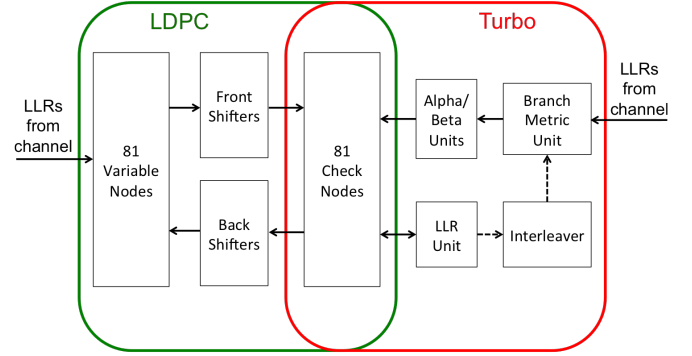 LDPC
Turbo
LLRs
from
channel
81
Variable
Nodes
Front
Shifters
Back
Shifters
81
Check
Nodes
Alpha/
Beta
Units
Branch
Metric
Unit
LLR
Unit
Interleaver
LLRs
from
channel